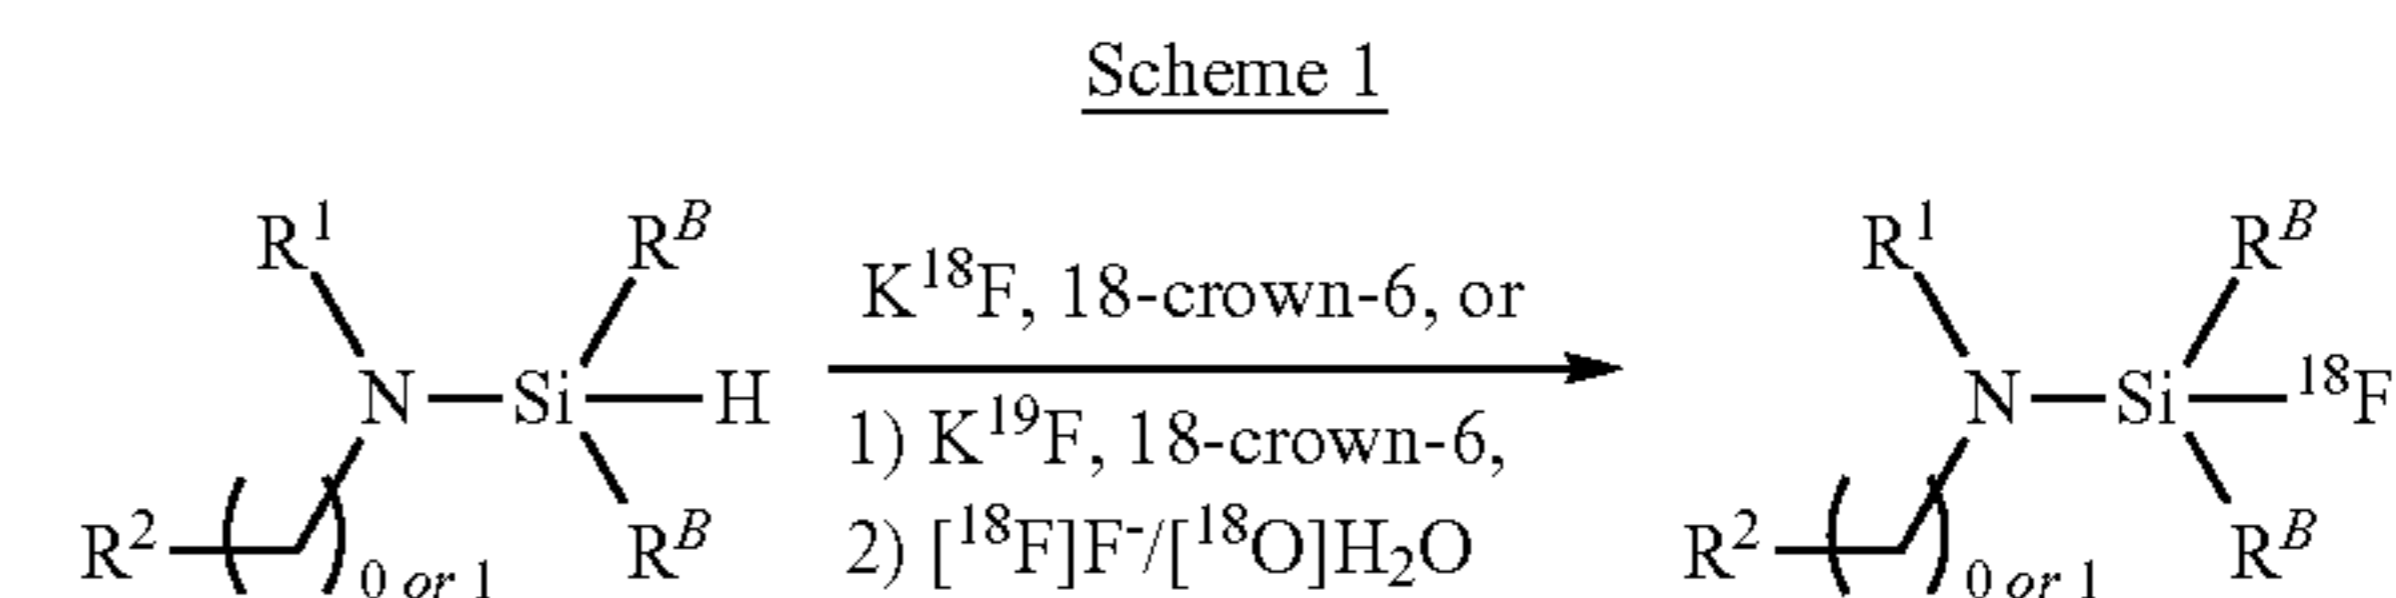 Scheme 1
R¹ Rᴮ K¹⁸F, 18-crown-6, or R¹ Rᴮ
N—Si—H N—Si—¹⁸F
1) K¹⁹F, 18-crown-6,
R² ( ) 0 or 1 Rᴮ 2) [¹⁸F]F⁻/[¹⁸O]H₂O R² ( ) 0 or 1 Rᴮ